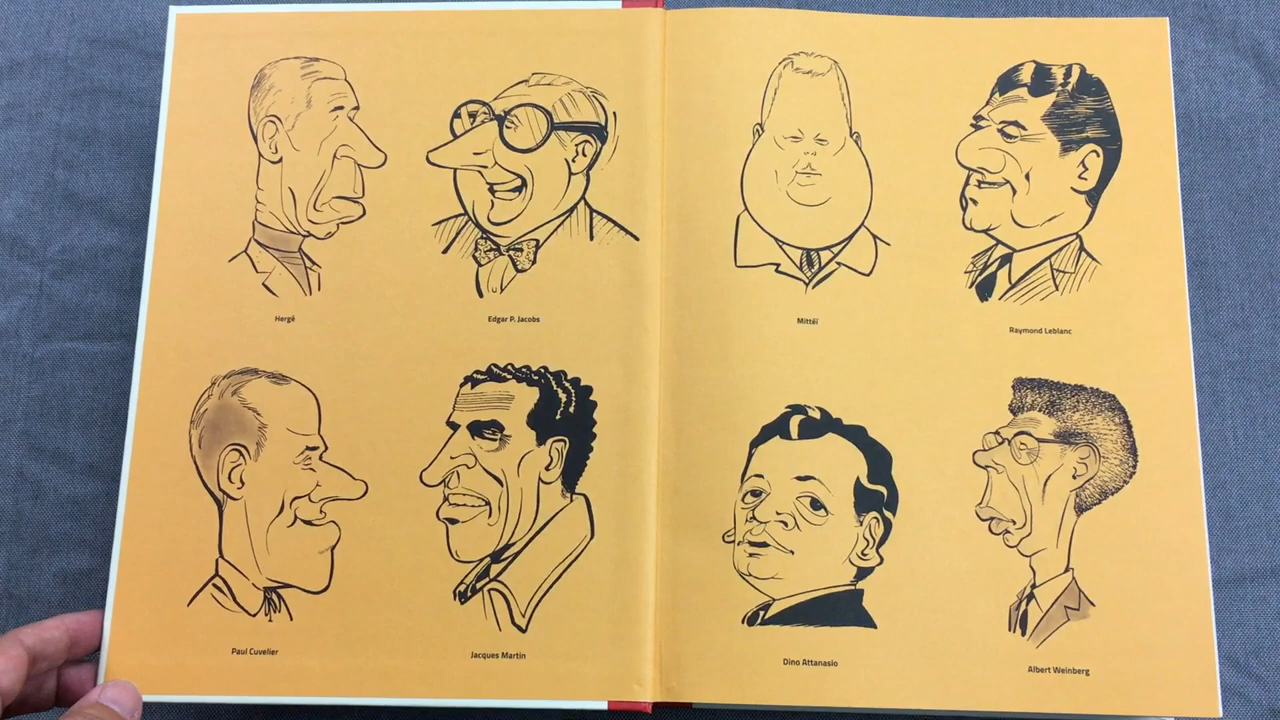 Hergé
Edgar P. Jacobs
Mittéï
Raymond Leblanc
Paul Cuvelier
Jacques Martin
Dino Attanasio
Albert Weinberg